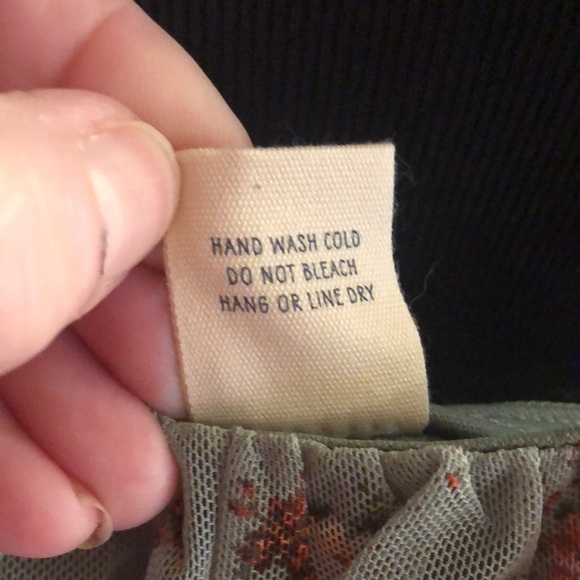 HAND WASH COLD
DO NOT BLEACH
HANG OR LINE DRY